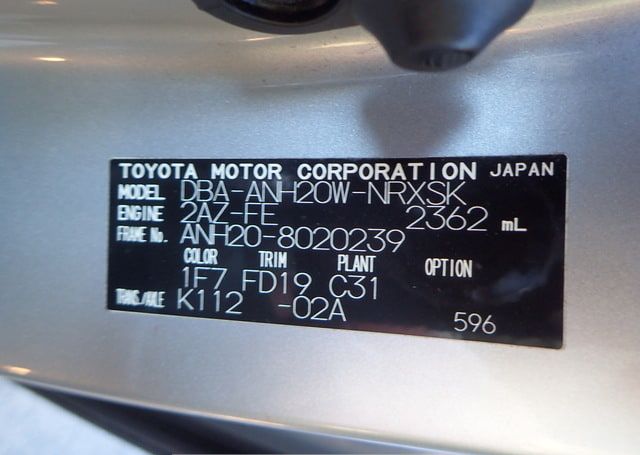 TOYOTA MOTOR CORPORATION JAPAN
MODEL DBA-ANH20W-NRXSK
ENGINE 2AZ-FE 2362 mL
FRAME No. ANH20-8020239
COLOR TRIM PLANT OPTION
1F7 FD19 C31
TRANS/AXLE K112 -02A
596